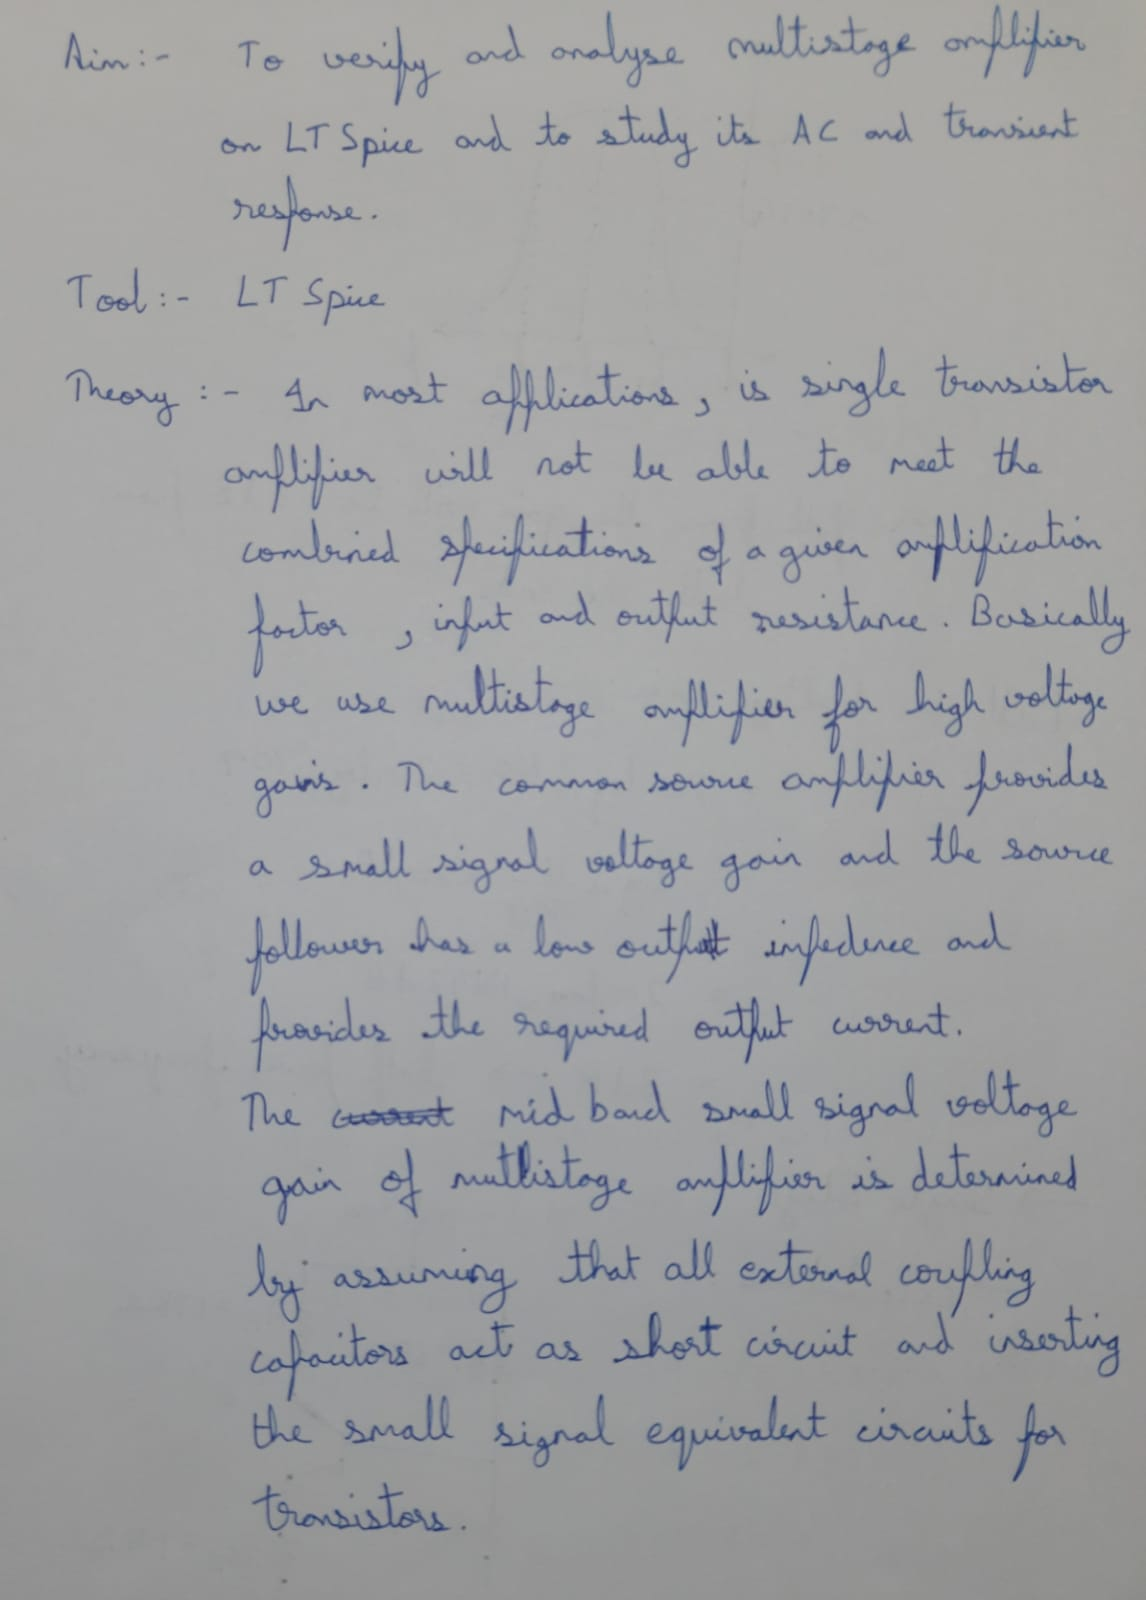 Aim :- To verify and analyse multistage amplifier
on LT Spice and to study its AC and transient
response.
Tool :- LT Spice
Theory :- In most applications, is single transistor
amplifier will not be able to meet the
combined specifications of a given amplification
factor , input and output resistance. Basically
we use multistage amplifier for high voltage
gains. The common source amplifier provides
a small signal voltage gain and the source
follower has a low output impedence and
provides the required output current.
The current mid band small signal voltage
gain of multistage amplifier is determined
by assuming that all external coupling
capacitors act as short circuit and inserting
the small signal equivalent circuits for
transistors.